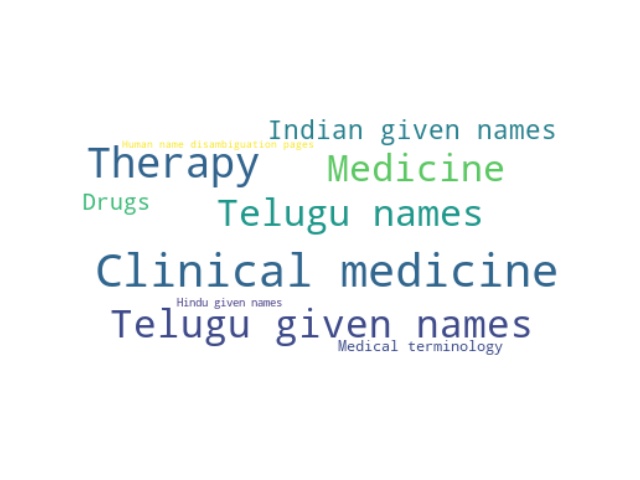 Indian given names
Human name disambiguation pages
Therapy
Medicine
Drugs
Telugu names
Clinical medicine
Hindu given names
Telugu given names
Medical terminology